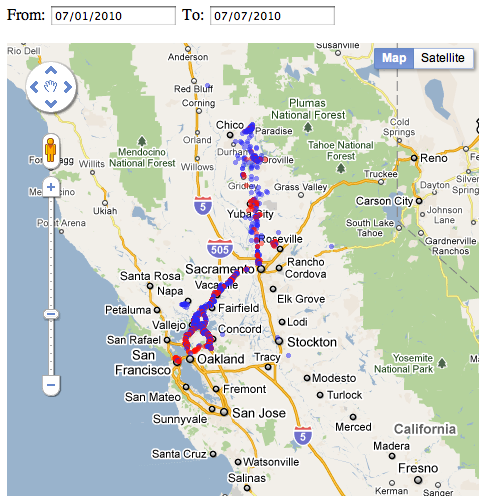 From: 07/01/2010 To: 07/07/2010
Map Satellite
Rio Dell
Susanville
Anderson
Red Bluff
Corning
Plumas
National Forest
Chico
Paradise
Orland
Durham
Mendocino
National Forest
Willows
Oroville
Tahoe National
Forest
Cold
Springs
Reno
Sparks
Fort Bragg
Willits
Gridley
Truckee
Mendocino
Grass Valley
Dayton
Silver
Springs
Ukiah
5
Yuba City
Carson City
Point Arena
Johnson
Lane
South Lake
Tahoe
Gardnerville
Ranchos
505
Roseville
Sacramento
Rancho
Cordova
Santa Rosa
Vacaville
Napa
Elk Grove
Petaluma
Fairfield
Vallejo
Lodi
San Rafael
Concord
Stockton
San
Francisco
Oakland
Tracy
Yosemite
National Park
San Mateo
Fremont
Modesto
Turlock
Sunnyvale
San Jose
Merced
California
5
Madera
Santa Cruz
Watsonville
Fresno
Salinas
Kerman
Sanger